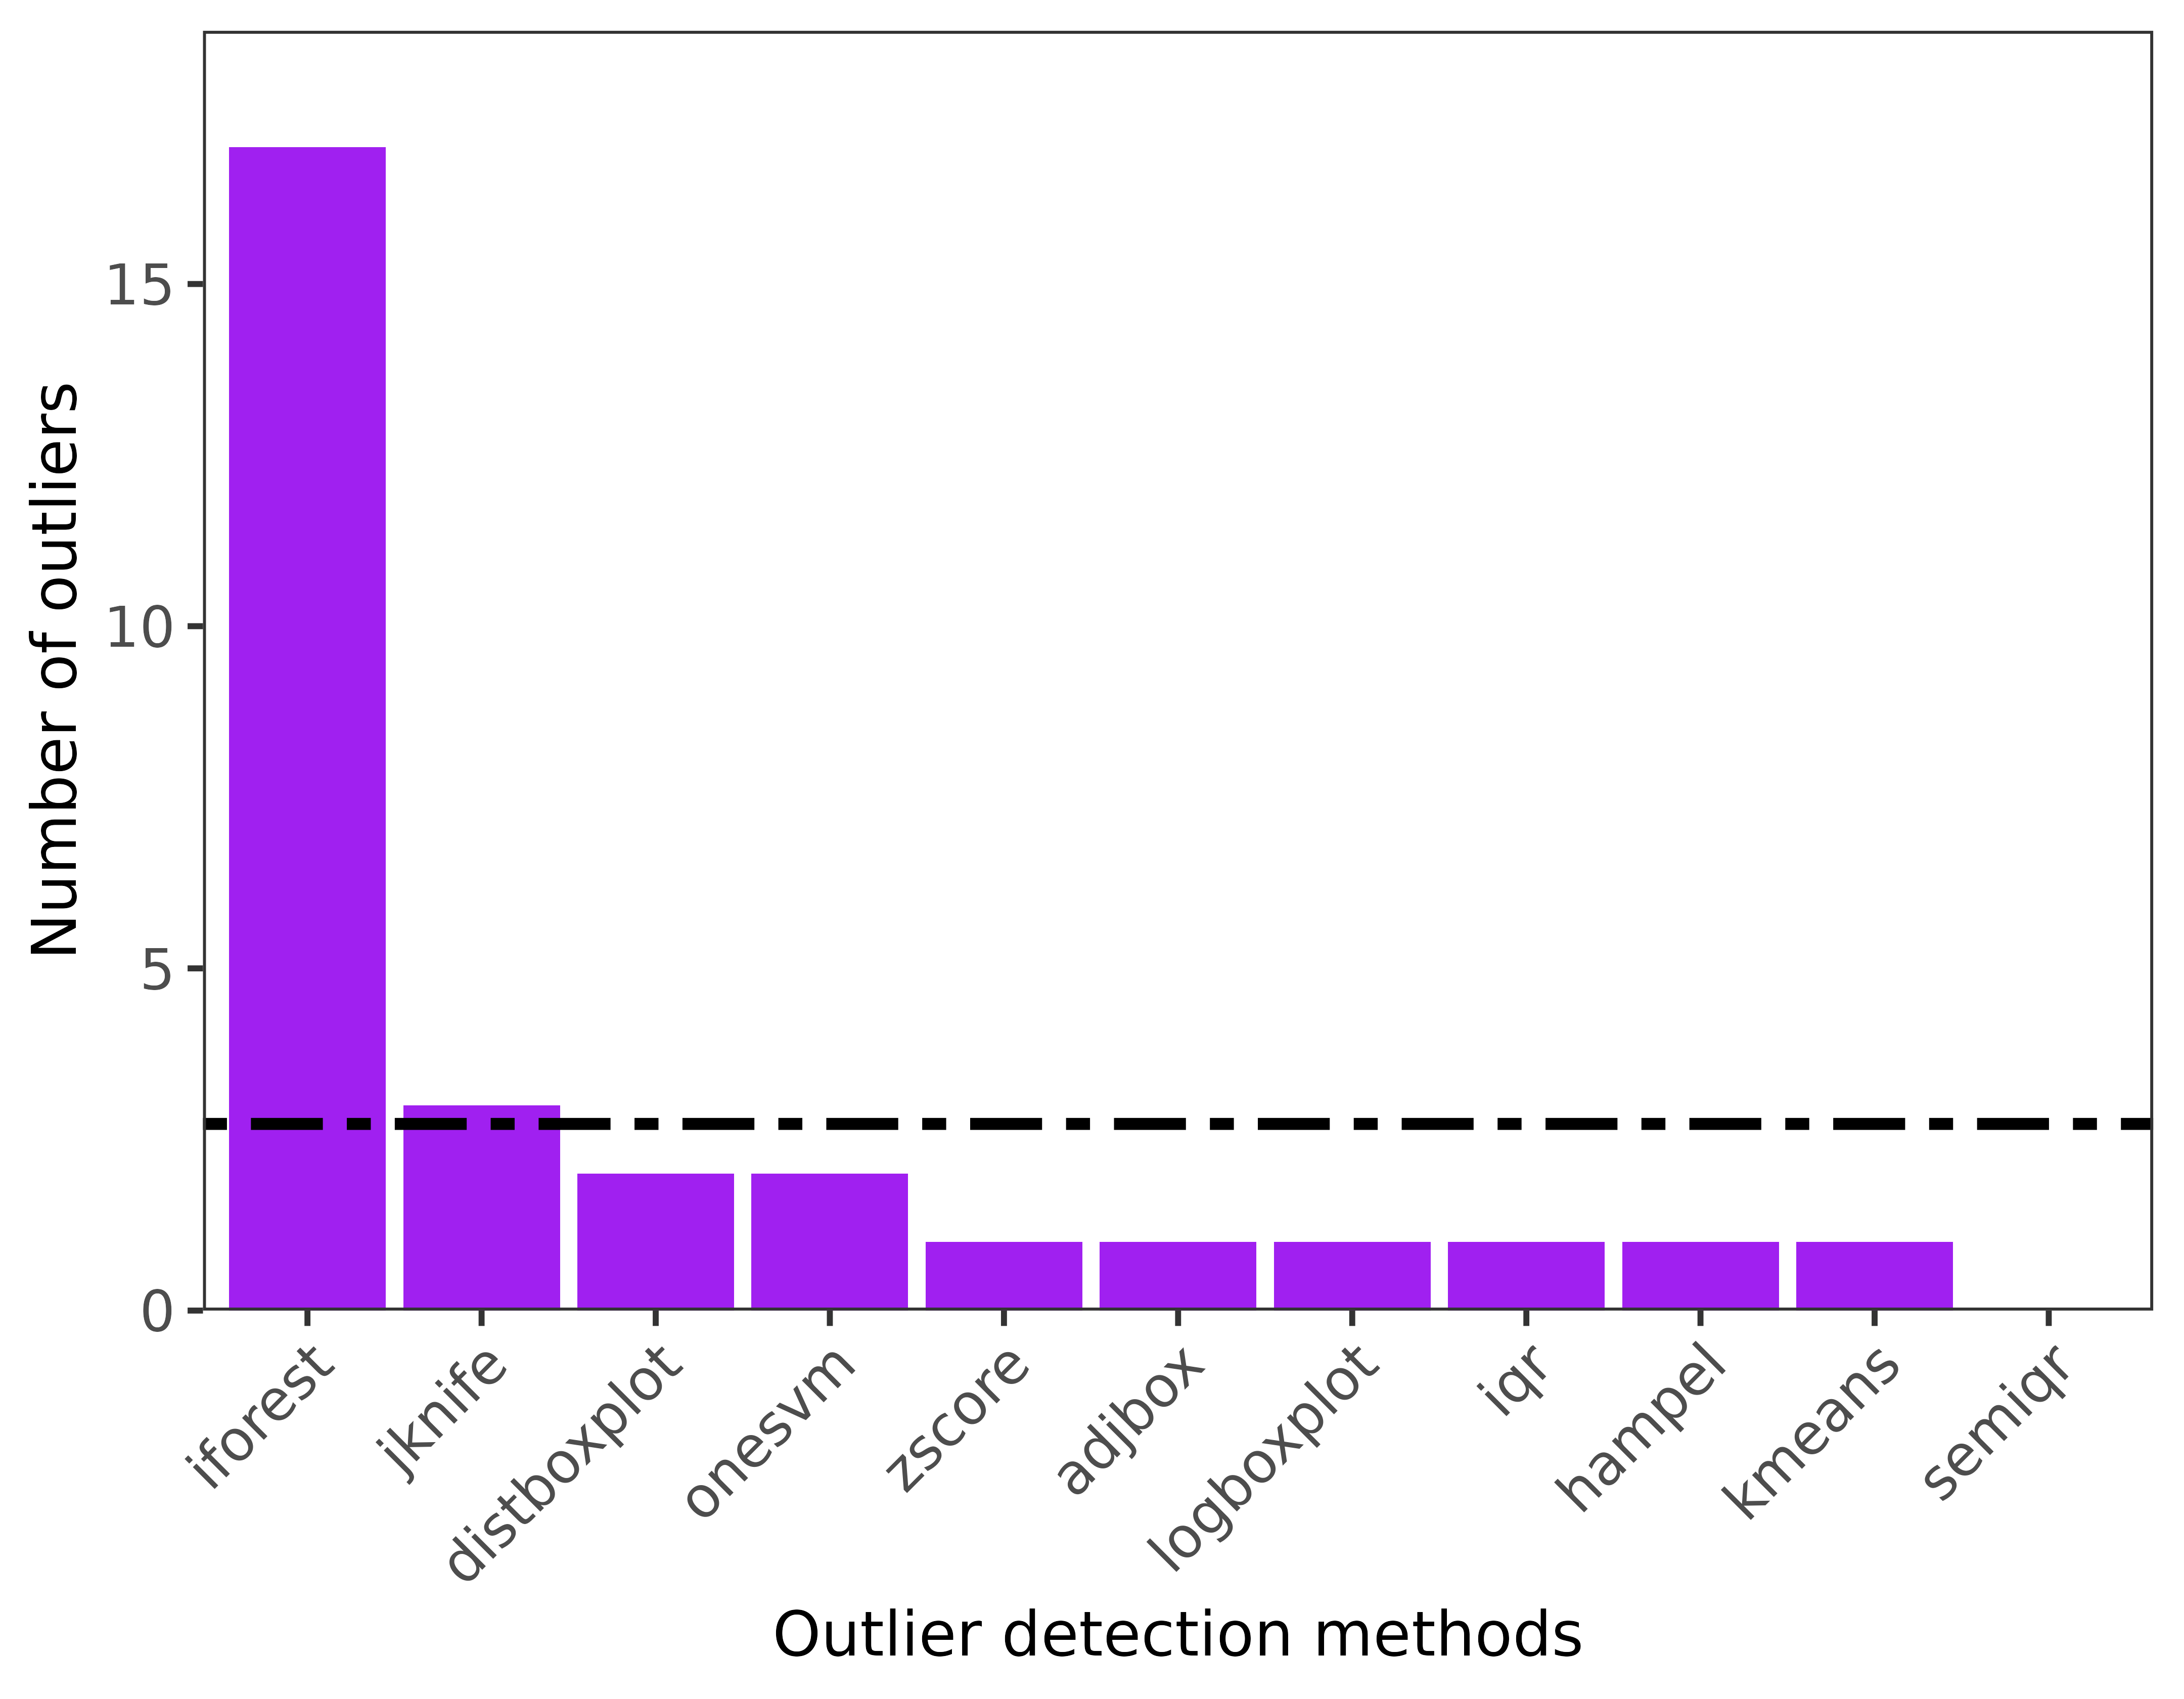 Number of outliers
15
10
5
0
iforest
jknife
distboxplot
onesvm
zscore
adjbox
logboxplot
iqr
hampel
kmeans
semiqr
Outlier detection methods